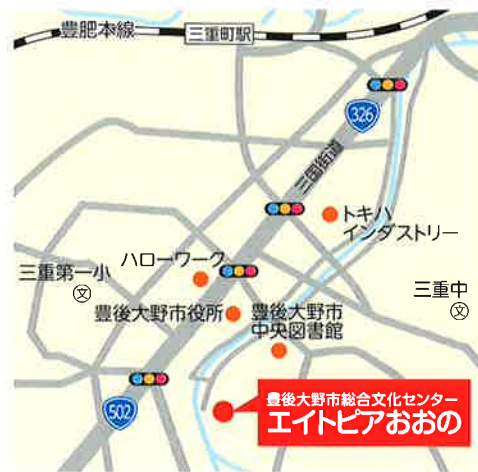 豊肥本線
三重町駅
326
三国街道
トキハ
インダストリー
ハローワーク
三重第一小
文
三重中
文
豊後大野市役所
豊後大野市
中央図書館
502
豊後大野市総合文化センター
エイトピアおおの